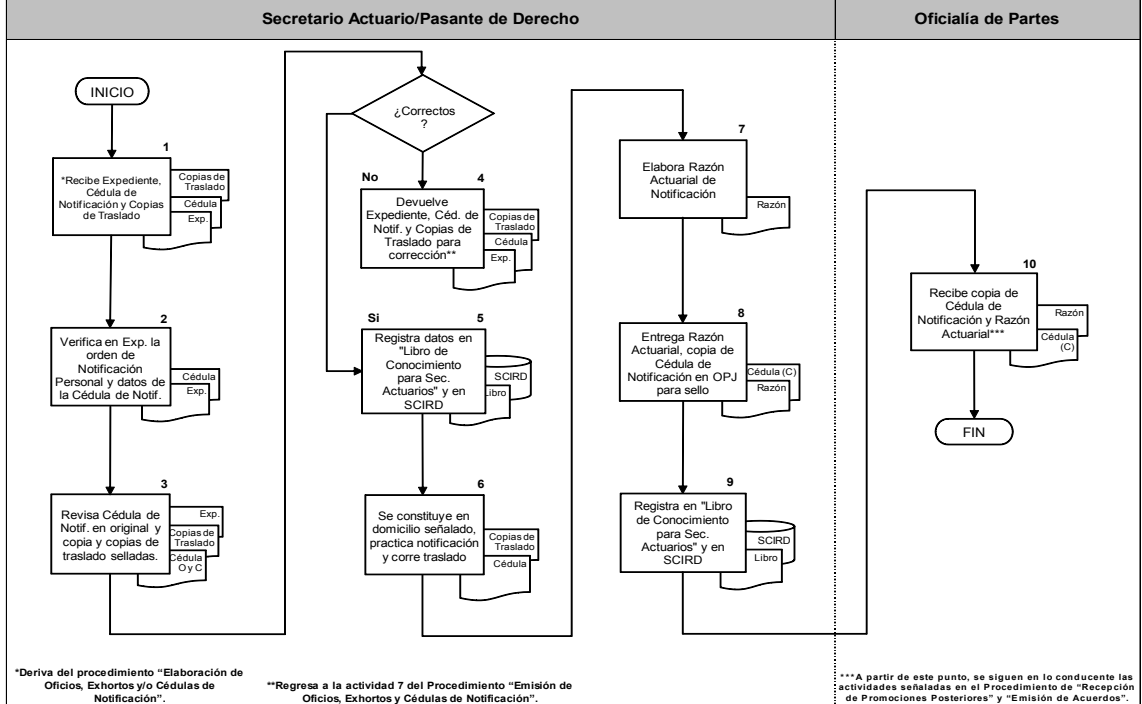 Secretario Actuario/Pasante de Derecho
Oficialía de Partes
INICIO
1
*Recibe Expediente,
Cédula de
Notificación y Copias
de Traslado
Copias de
Traslado
Cédula
Exp.
2
Verifica en Exp. la
orden de
Notificación
Personal y datos de
la Cédula de Notif.
Cédula
Exp.
3
Revisa Cédula de
Notif. en original y
copia y copias de
traslado selladas.
Exp.
Copias de
Traslado
Cédula
O y C
¿Correctos
?
No
4
Devuelve
Expediente, Céd. de
Notif. y Copias de
Traslado para
corrección**
Copias de
Traslado
Cédula
Exp.
Si
5
Registra datos en
"Libro de
Conocimiento
para Sec.
Actuarios" y en
SCIRD
SCIRD
Libro
6
Se constituye en
domicilio señalado,
practica notificación
y corre traslado
Copias de
Traslado
Cédula
7
Elabora Razón
Actuarial de
Notificación
Razón
8
Entrega Razón
Actuarial, copia de
Cédula de
Notificación en OPJ
para sello
Cédula (C)
Razón
9
Registra en "Libro
de Conocimiento
para Sec.
Actuarios" y en
SCIRD
SCIRD
Libro
10
Recibe copia de
Cédula de
Notificación y Razón
Actuarial***
Razón
Cédula
(C)
FIN
*Deriva del procedimiento “Elaboración de
Oficios, Exhortos y/o Cédulas de
Notificación”.
**Regresa a la actividad 7 del Procedimiento “Emisión de
Oficios, Exhortos y Cédulas de Notificación”.
***A partir de este punto, se siguen en lo conducente las
actividades señaladas en el Procedimiento de “Recepción
de Promociones Posteriores” y “Emisión de Acuerdos”.